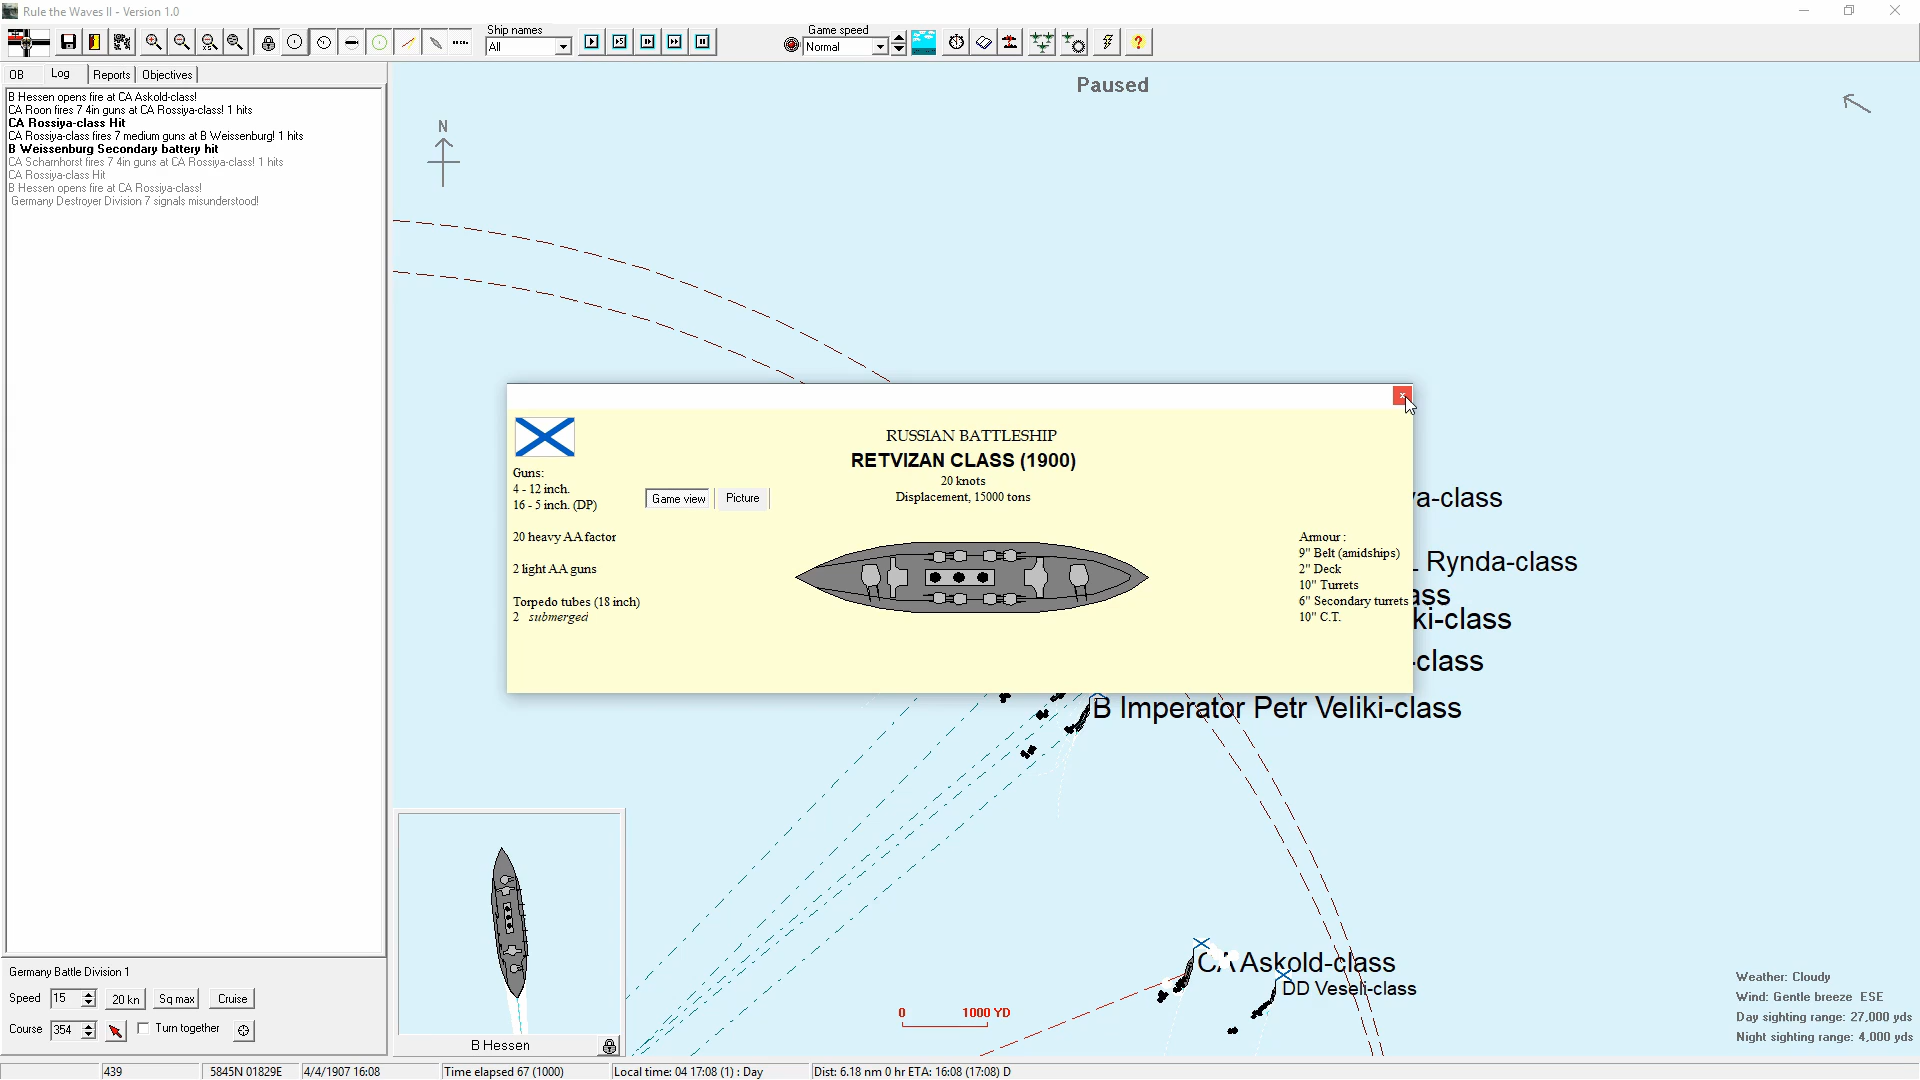 Rule the Waves II - Version 1.0
Ship names
All
Game speed
Normal
OB
Log
Reports
Objectives
B Hessen opens fire at CA Askold-class!
CA Roon fires 7 4in guns at CA Rossiya-class! 1 hits
CA Rossiya-class Hit
CA Rossiya-class fires 7 medium guns at B Weissenburg! 1 hits
B Weissenburg Secondary battery hit
CA Scharnhorst fires 7 4in guns at CA Rossiya-class! 1 hits
CA Rossiya-class Hit
B Hessen opens fire at CA Rossiya-class!
Germany Destroyer Division 7 signals misunderstood!
Paused
N
RUSSIAN BATTLESHIP
RETVIZAN CLASS (1900)
20 knots
Displacement, 15000 tons
Guns:
4 - 12 inch.
16 - 5 inch. (DP)
20 heavy AA factor
2 light AA guns
Torpedo tubes (18 inch)
2 submerged
Game view
Picture
Armour :
9" Belt (amidships)
2" Deck
10" Turrets
6" Secondary turrets
10" C.T.
ya-class
Rynda-class
ass
ki-class
-class
B Imperator Petr Veliki-class
CA Askold-class
DD Veseli-class
0 1000 YD
Weather: Cloudy
Wind: Gentle breeze ESE
Day sighting range: 27,000 yds
Night sighting range: 4,000 yds
B Hessen
Germany Battle Division 1
Speed 15 20 kn Sq max Cruise
Course 354 Turn together
439
5845N 01829E
4/4/1907 16:08
Time elapsed 67 (1000)
Local time: 04 17:08 (1) : Day
Dist: 6.18 nm 0 hr ETA: 16:08 (17:08) D